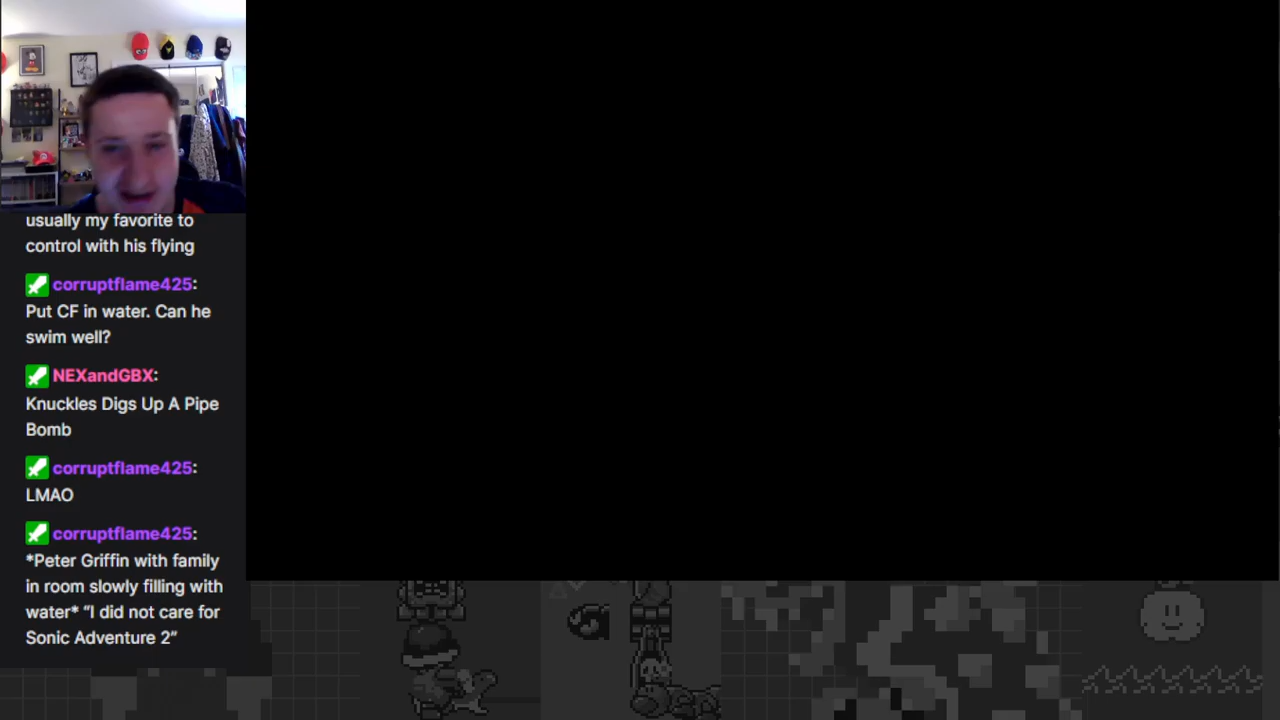 usually my favorite to
control with his flying
corruptflame425:
Put CF in water. Can he
swim well?
NEXandGBX:
Knuckles Digs Up A Pipe
Bomb
corruptflame425:
LMAO
corruptflame425:
*Peter Griffin with family
in room slowly filling with
water* “I did not care for
Sonic Adventure 2”